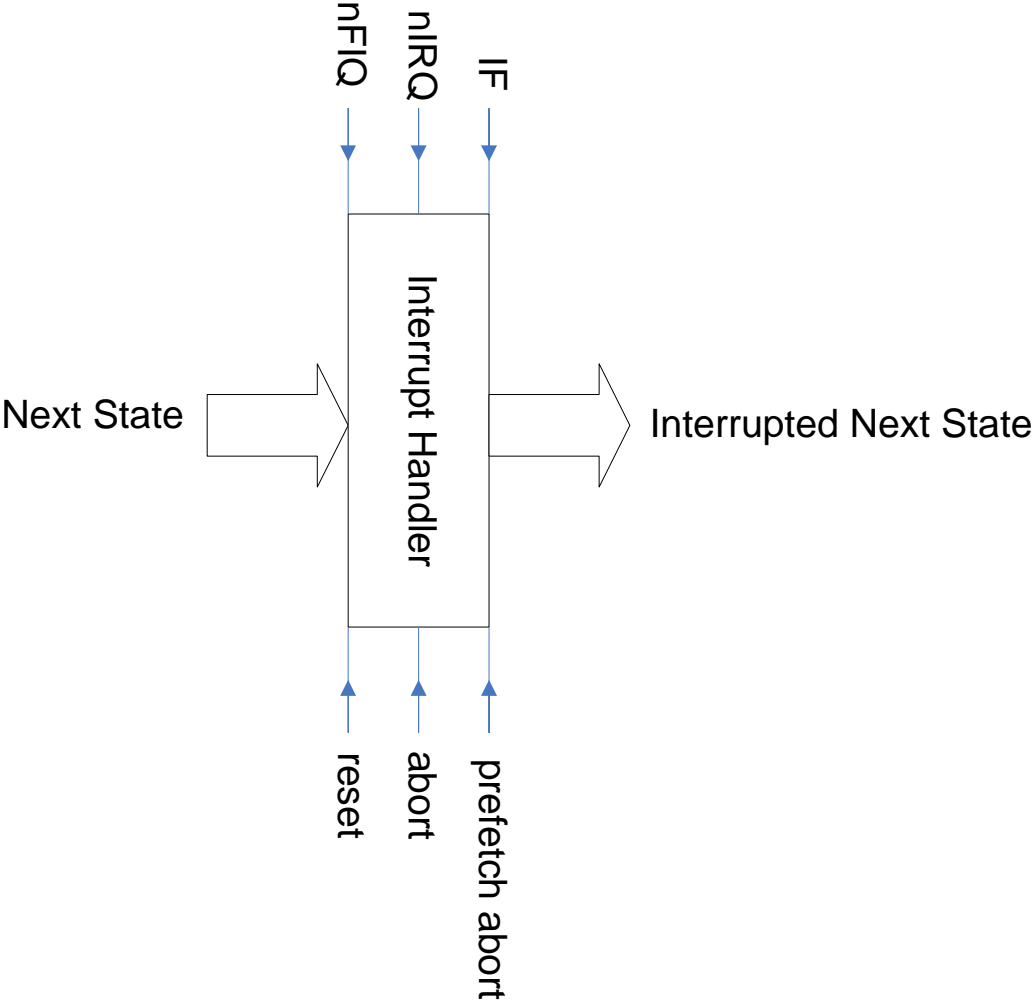 nFIQ
nIRQ
IF
Interrupt Handler
Next State
Interrupted Next State
reset
abort
prefetch abort